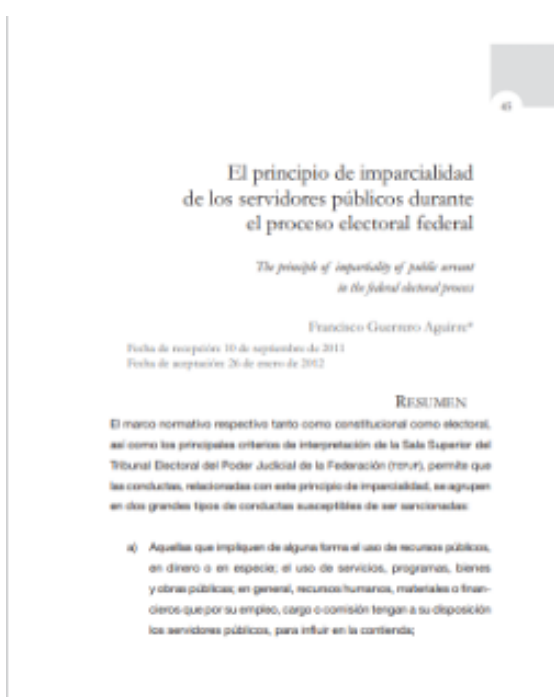 45
El principio de imparcialidad
de los servidores públicos durante
el proceso electoral federal
The principle of impartiality of public servant
in the federal electoral process
Francisco Guerrero Aguirre*
Fecha de recepción: 10 de septiembre de 2011
Fecha de aceptación: 26 de enero de 2012
RESUMEN
El marco normativo respectivo tanto como constitucional como electoral,
así como los principales criterios de interpretación de la Sala Superior del
Tribunal Electoral del Poder Judicial de la Federación (TEPJF), permite que
las conductas, relacionadas con este principio de imparcialidad, se agrupen
en dos grandes tipos de conductas susceptibles de ser sancionadas:
a) Aquellas que impliquen de alguna forma el uso de recursos públicos,
en dinero o en especie; el uso de servicios, programas, bienes
y obras públicas; en general, recursos humanos, materiales o finan-
cieros que por su empleo, cargo o comisión tengan a su disposición
los servidores públicos, para influir en la contienda;